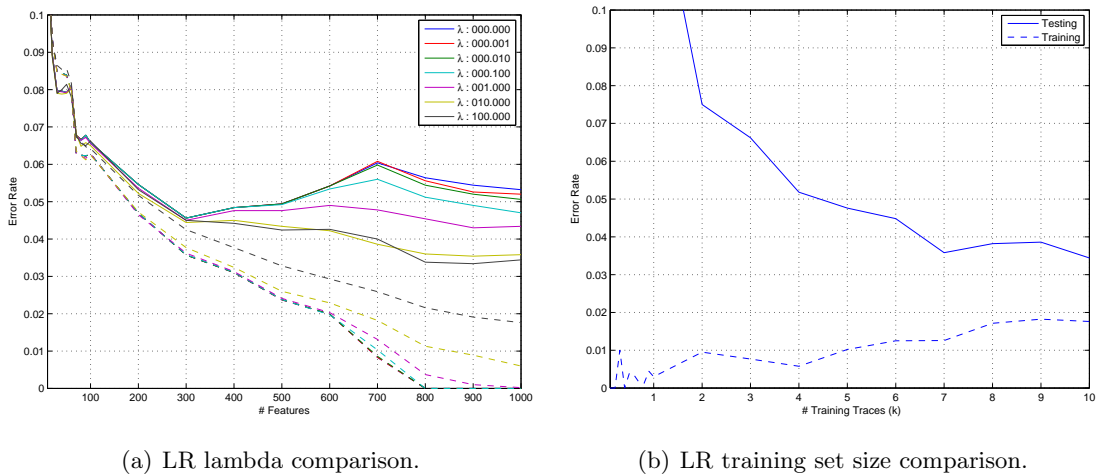 0.1
0.09
0.08
0.07
0.06
0.05
0.04
0.03
0.02
0.01
0
Error Rate
100 200 300 400 500 600 700 800 900 1000
# Features
λ : 000.000
λ : 000.001
λ : 000.010
λ : 000.100
λ : 001.000
λ : 010.000
λ : 100.000
(a) LR lambda comparison.
0.1
0.09
0.08
0.07
0.06
0.05
0.04
0.03
0.02
0.01
0
Error Rate
1 2 3 4 5 6 7 8 9 10
# Training Traces (k)
Testing
Training
(b) LR training set size comparison.